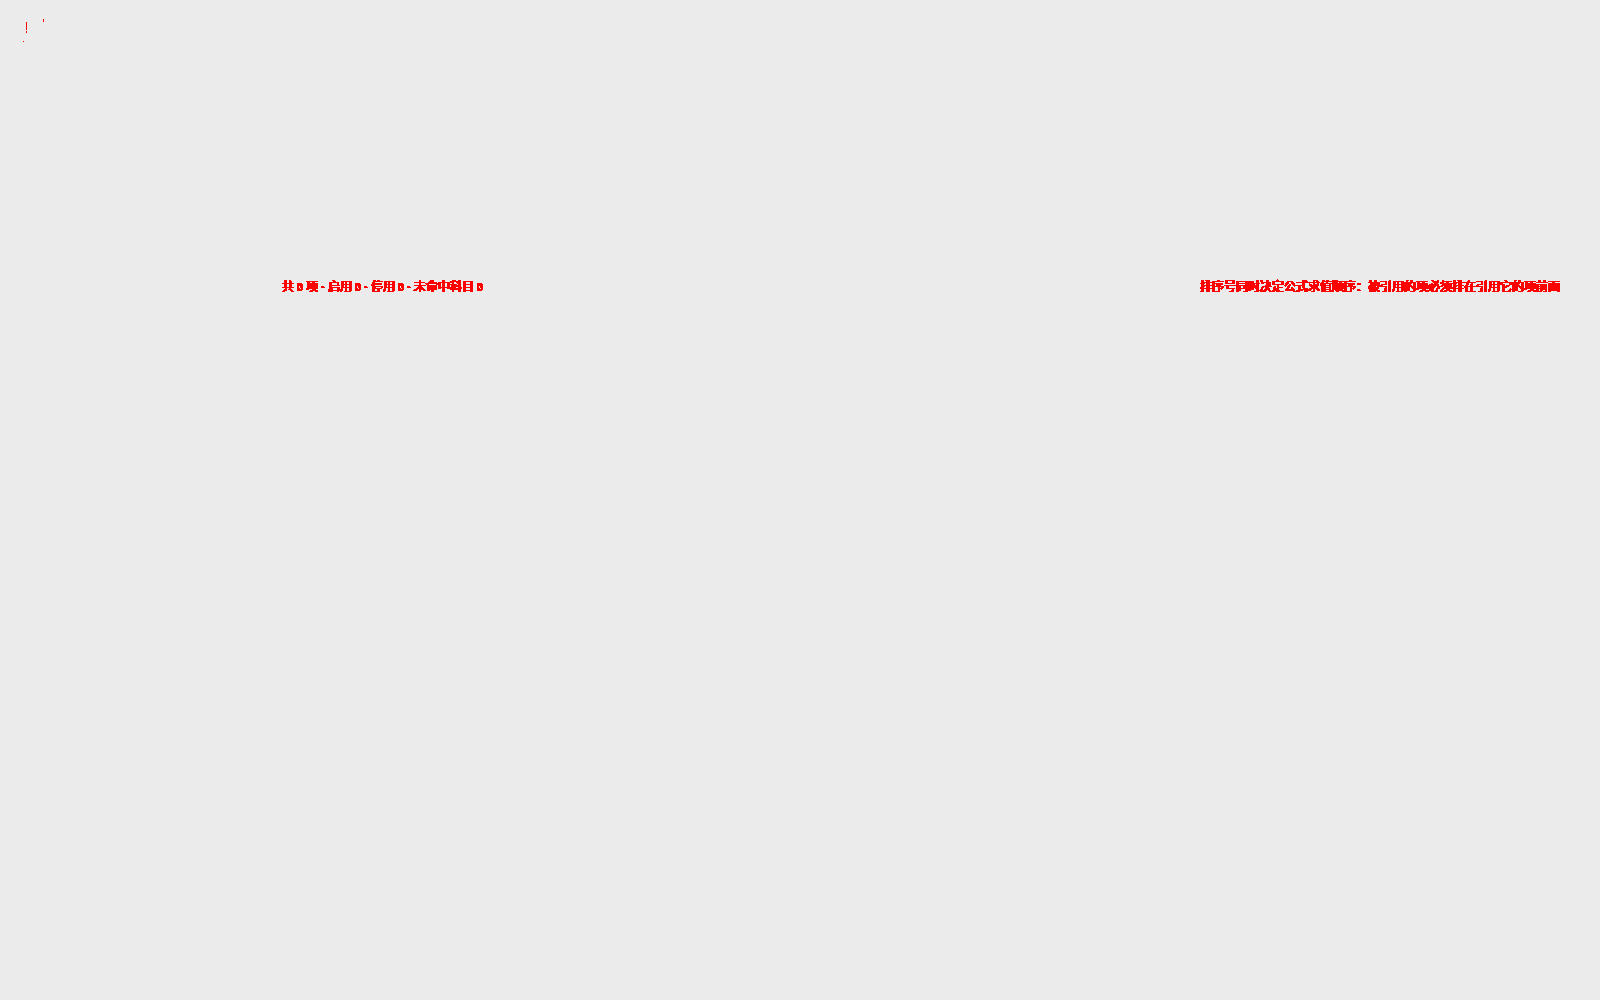 共 0 项 · 启用 0 · 停用 0 · 未命中科目 0
排序号同时决定公式求值顺序：被引用的项必须排在引用它的项前面